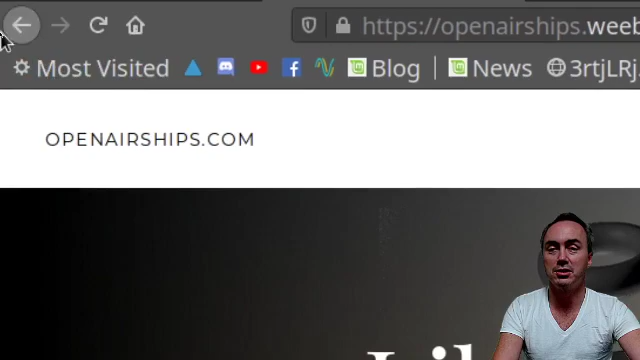 https://openairships.weeb
Most Visited Blog News 3rtjLRj.
OPENAIRSHIPS.COM